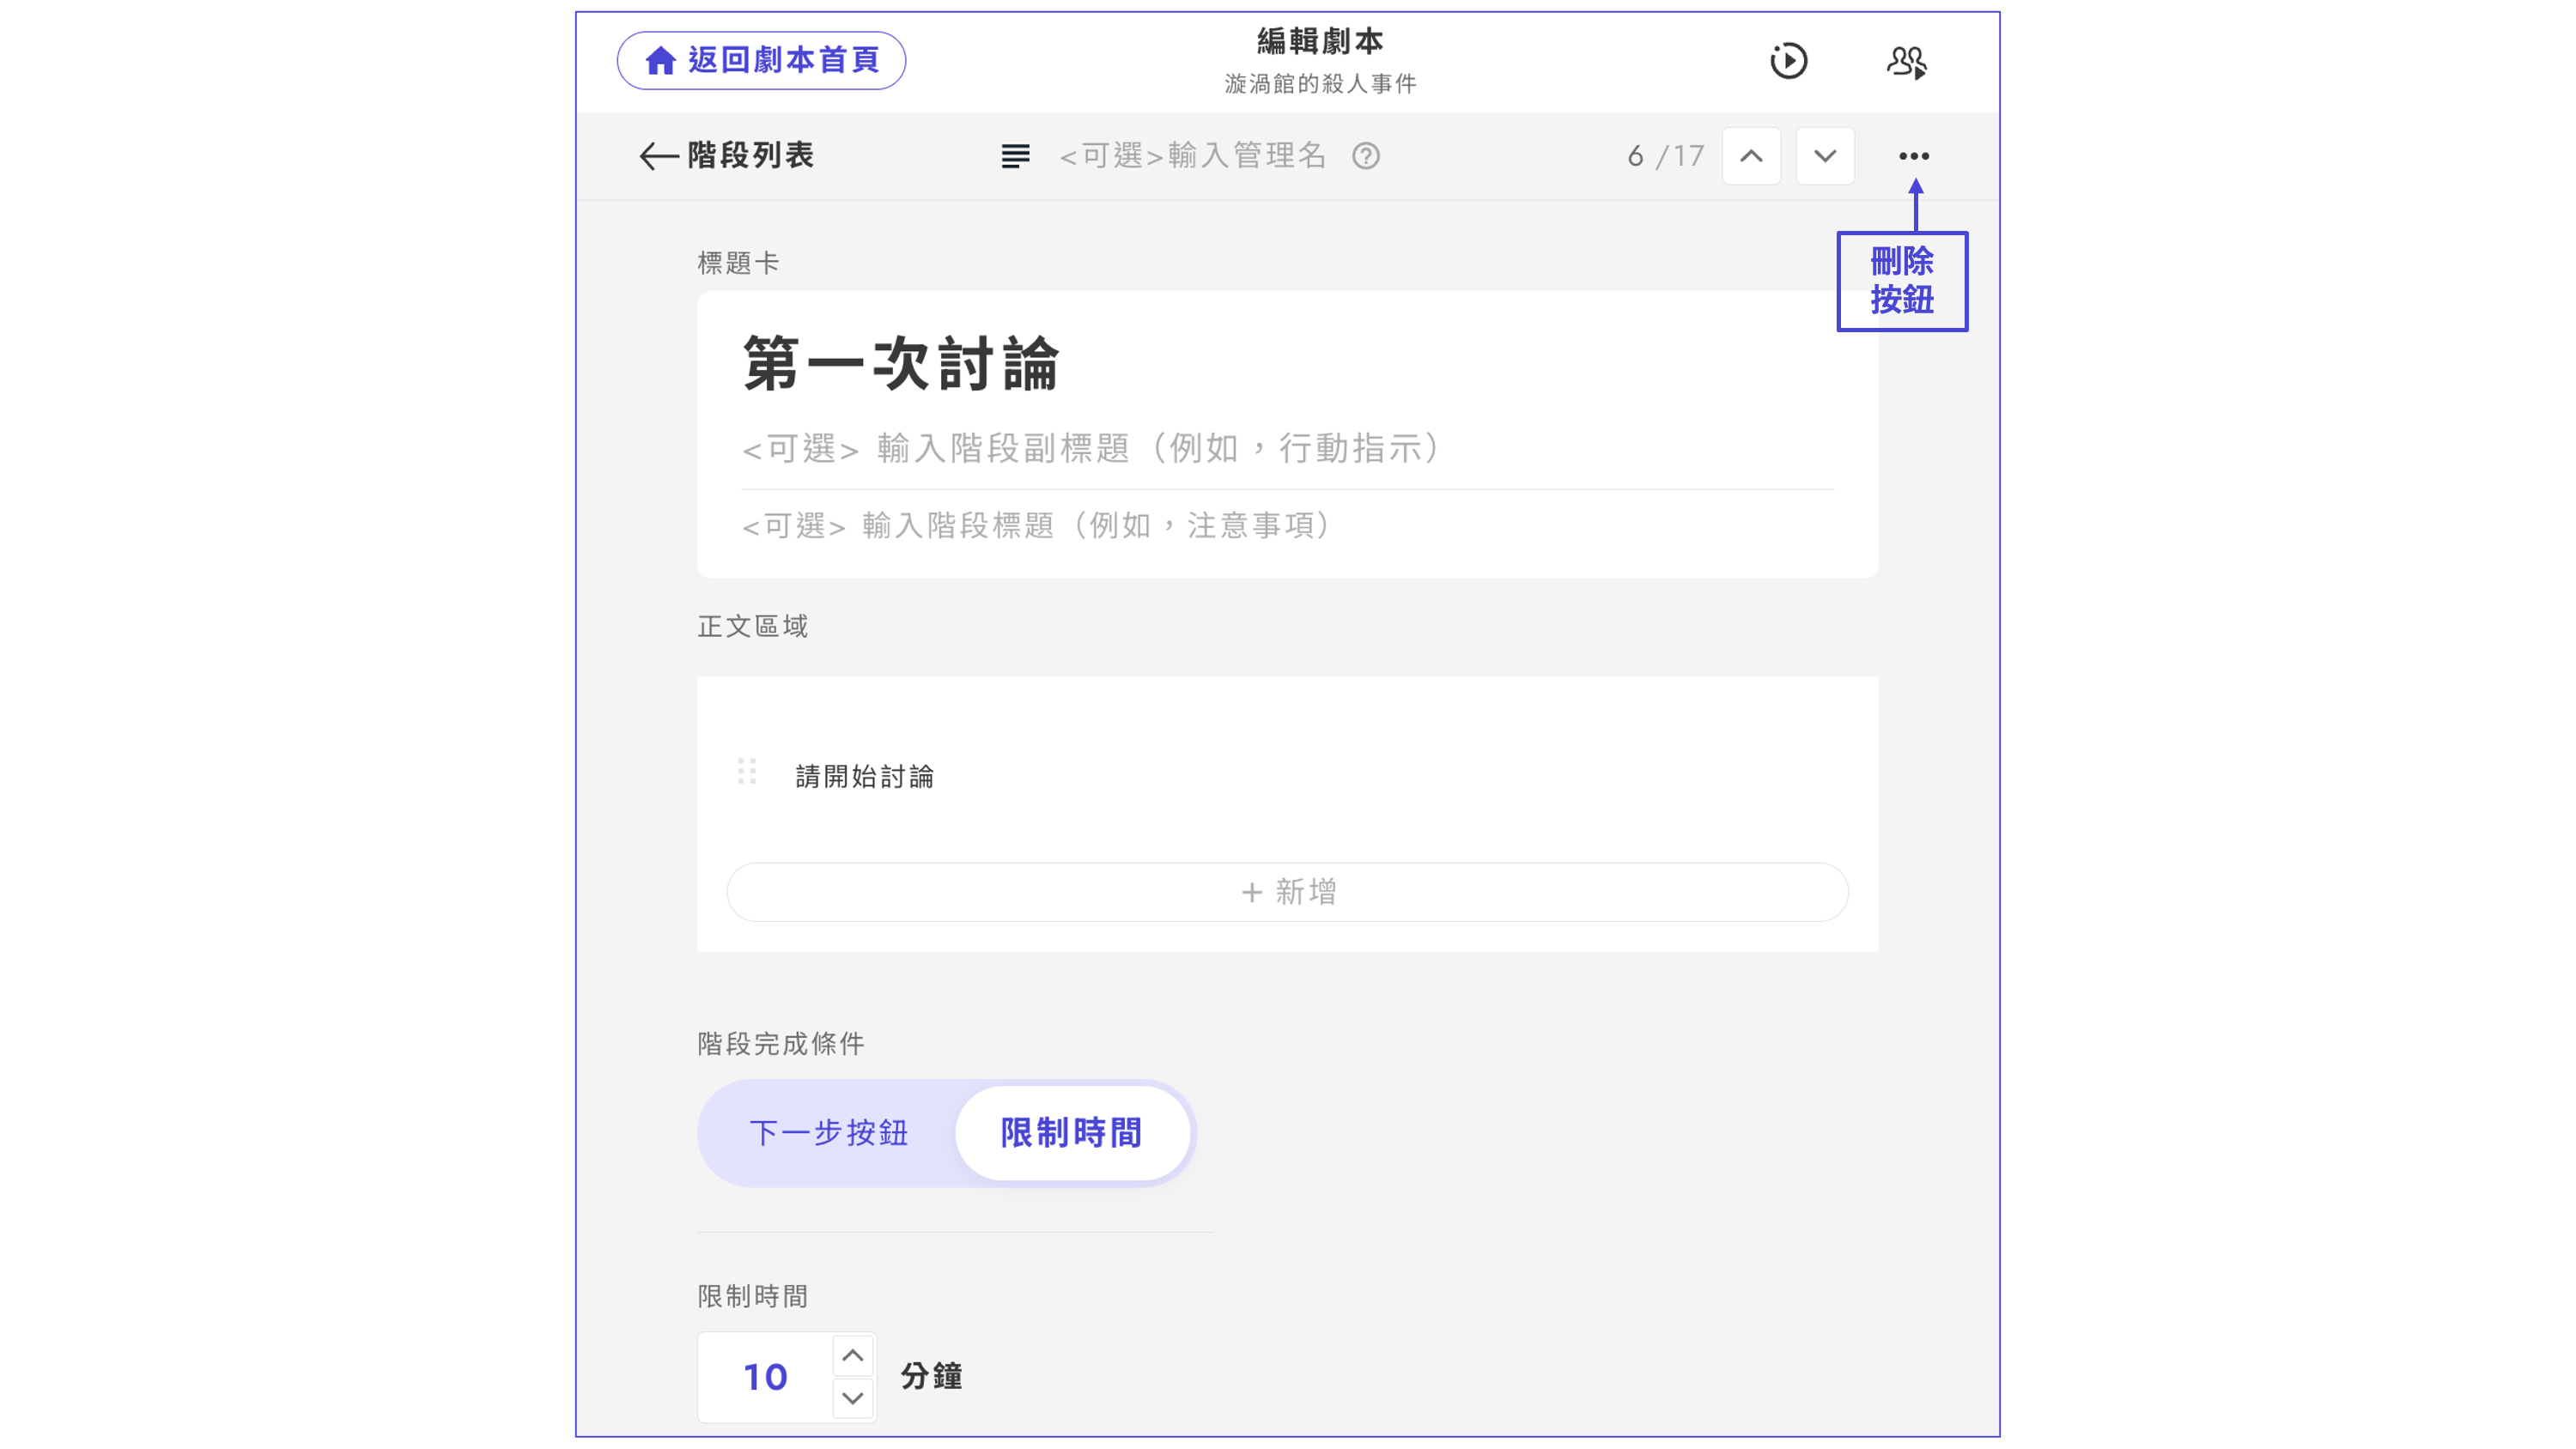 返回劇本首頁
編輯劇本
漩渦館的殺人事件
階段列表
<可選>輸入管理名
6 /17
刪除
按鈕
標題卡
第一次討論
<可選> 輸入階段副標題（例如，行動指示）
<可選> 輸入階段標題（例如，注意事項）
正文區域
請開始討論
+ 新增
階段完成條件
下一步按鈕
限制時間
限制時間
10
分鐘